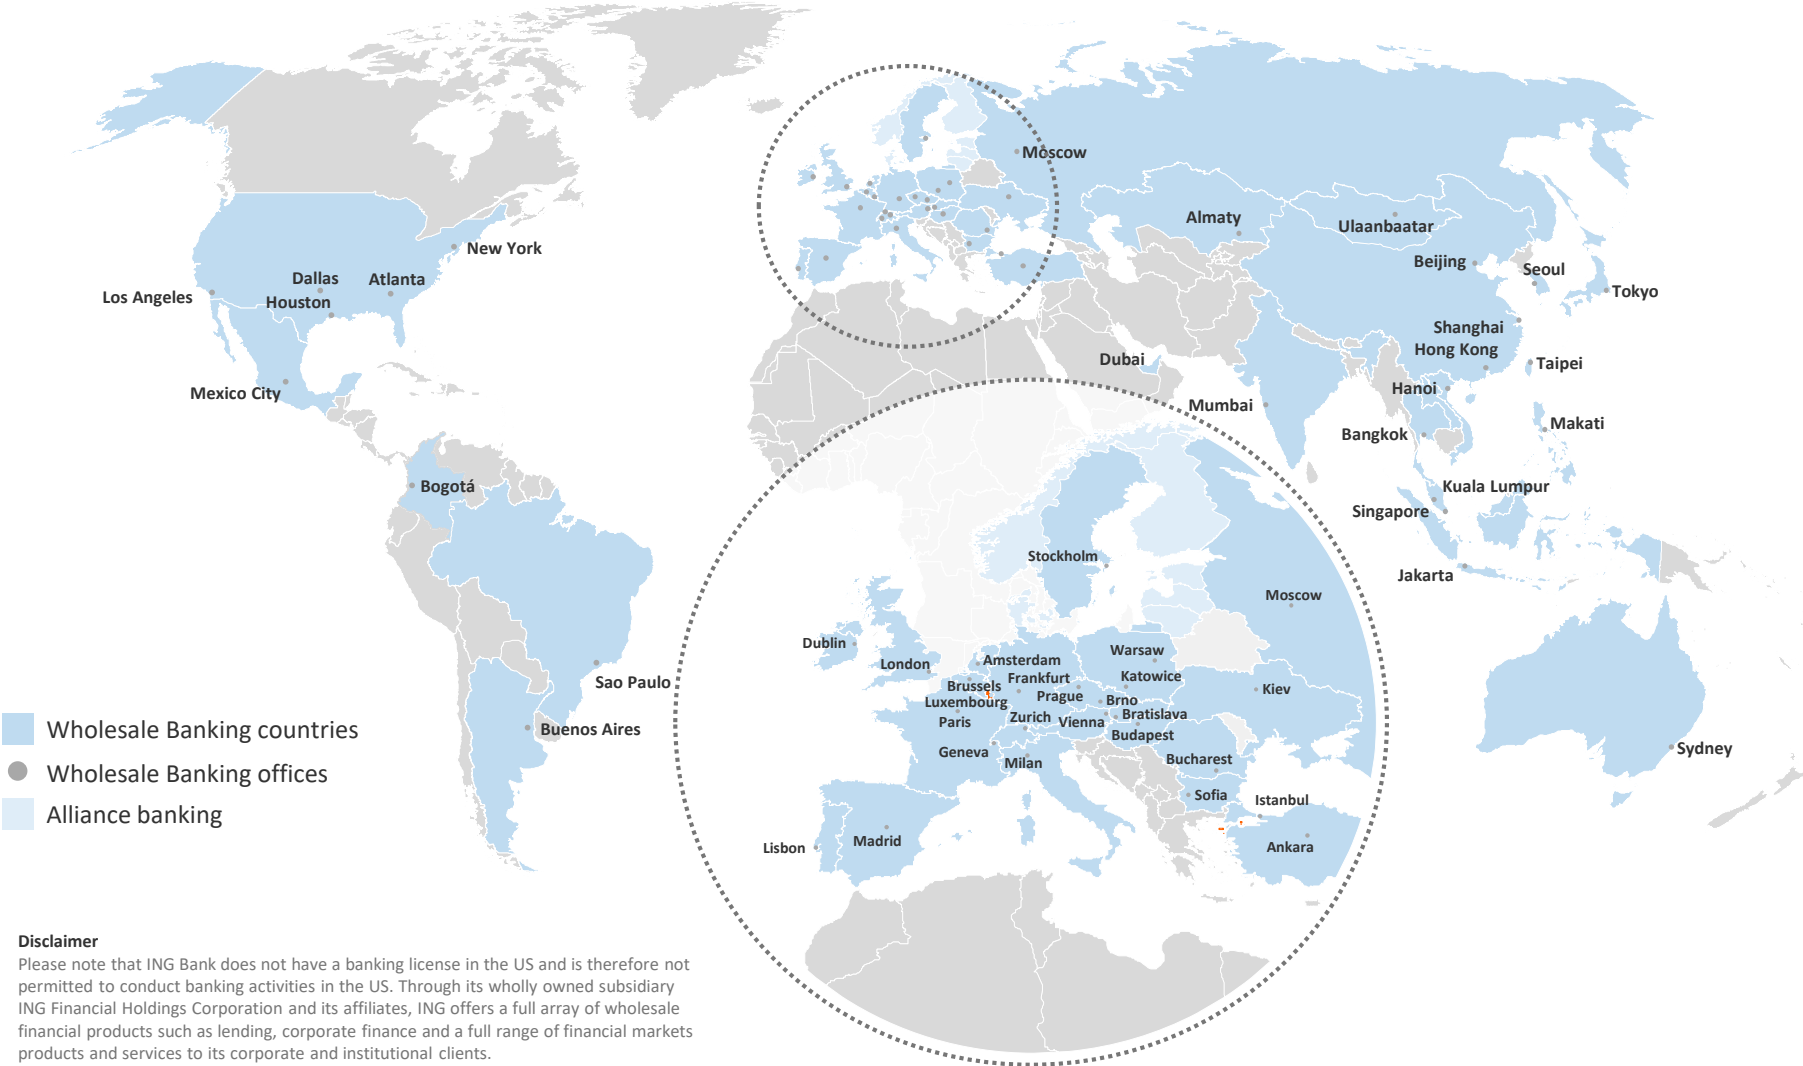 Moscow
New York
Dallas
Atlanta
Houston
Los Angeles
Mexico City
Bogotá
Sao Paulo
Buenos Aires
Almaty
Ulaanbaatar
Beijing
Seoul
Tokyo
Shanghai
Hong Kong
Taipei
Dubai
Hanoi
Mumbai
Makati
Bangkok
Kuala Lumpur
Singapore
Jakarta
Sydney
Stockholm
Moscow
Dublin
London
Amsterdam
Warsaw
Brussels
Frankfurt
Katowice
Luxembourg
Prague
Brno
Kiev
Paris
Zurich
Vienna
Bratislava
Budapest
Geneva
Milan
Bucharest
Sofia
Istanbul
Lisbon
Madrid
Ankara
Wholesale Banking countries
Wholesale Banking offices
Alliance banking
Disclaimer
Please note that ING Bank does not have a banking license in the US and is therefore not
permitted to conduct banking activities in the US. Through its wholly owned subsidiary
ING Financial Holdings Corporation and its affiliates, ING offers a full array of wholesale
financial products such as lending, corporate finance and a full range of financial markets
products and services to its corporate and institutional clients.